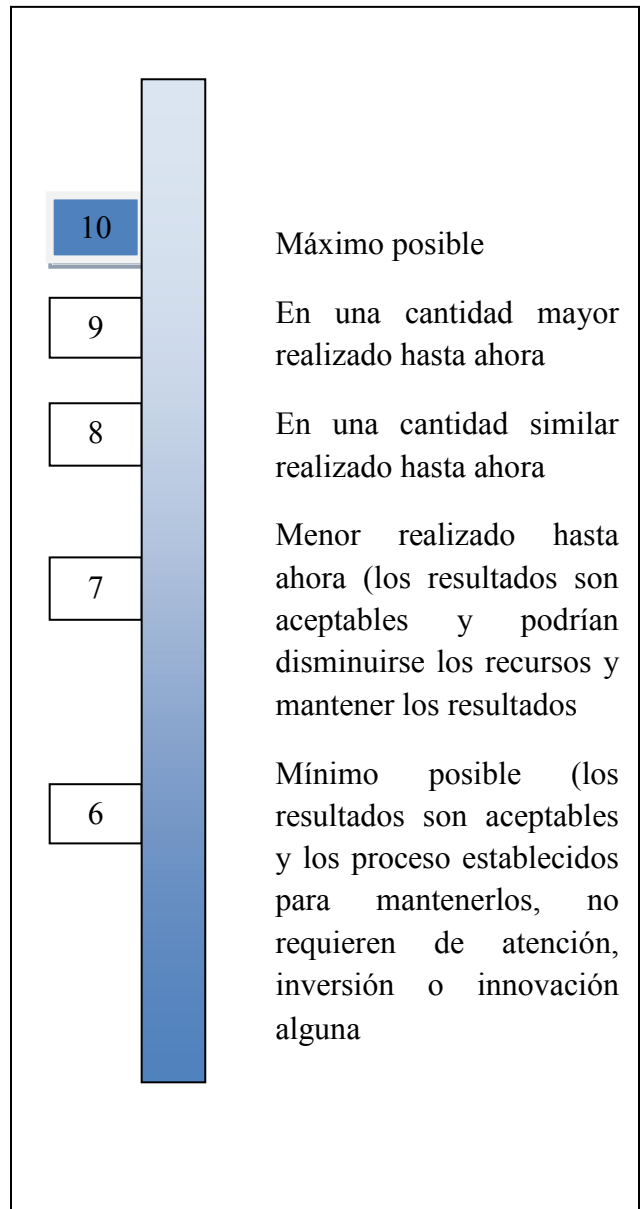 10
Máximo posible
9
En una cantidad mayor
realizado hasta ahora
8
En una cantidad similar
realizado hasta ahora
7
Menor realizado hasta
ahora (los resultados son
aceptables y podrían
disminuirse los recursos y
mantener los resultados
6
Mínimo posible (los
resultados son aceptables
y los proceso establecidos
para mantenerlos, no
requieren de atención,
inversión o innovación
alguna